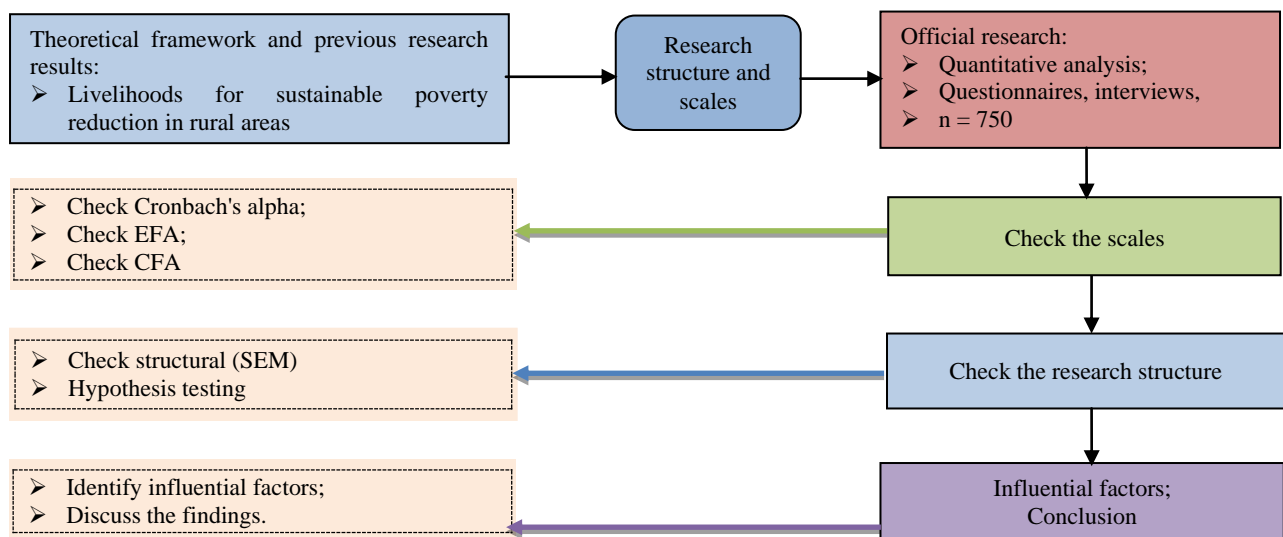 Theoretical framework and previous research
results:
➤ Livelihoods for sustainable poverty
reduction in rural areas
Research
structure and
scales
Official research:
➤ Quantitative analysis;
➤ Questionnaires, interviews,
➤ n = 750
➤ Check Cronbach's alpha;
➤ Check EFA;
➤ Check CFA
Check the scales
➤ Check structural (SEM)
➤ Hypothesis testing
Check the research structure
➤ Identify influential factors;
➤ Discuss the findings.
Influential factors;
Conclusion